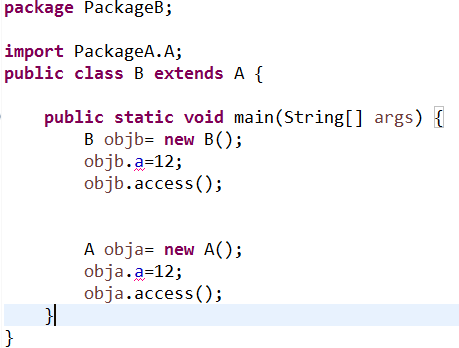 package PackageB;
import PackageA.A;
public class B extends A {
public static void main(String[] args) {
B objb= new B();
objb.a=12;
objb.access();
A obja= new A();
obja.a=12;
obja.access();
}
}